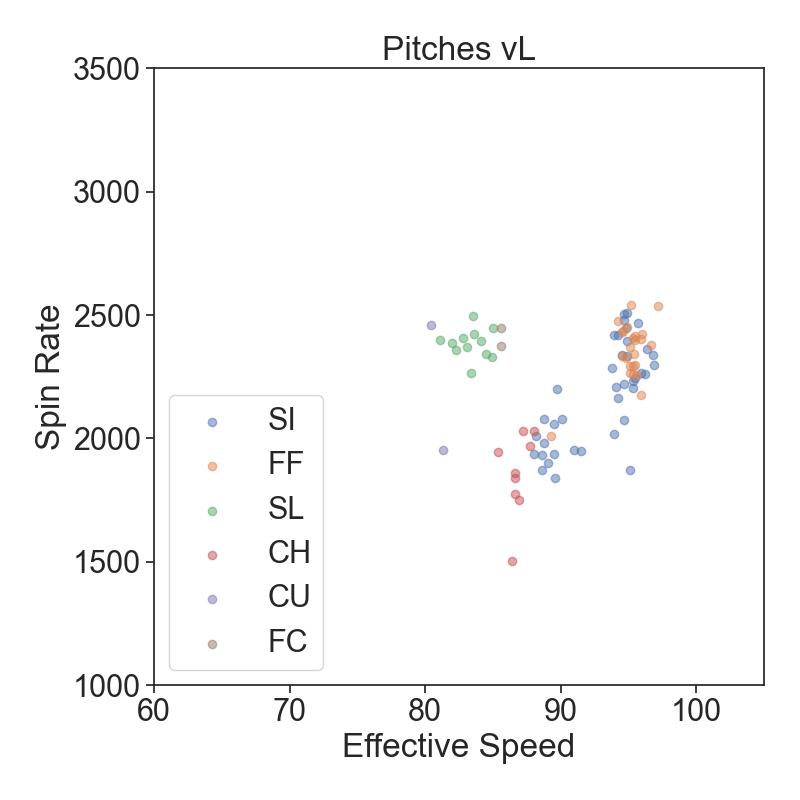 Pitches vL
3500
3000
2500
2000
1500
1000
Spin Rate
SI
FF
SL
CH
CU
FC
60 70 80 90 100
Effective Speed